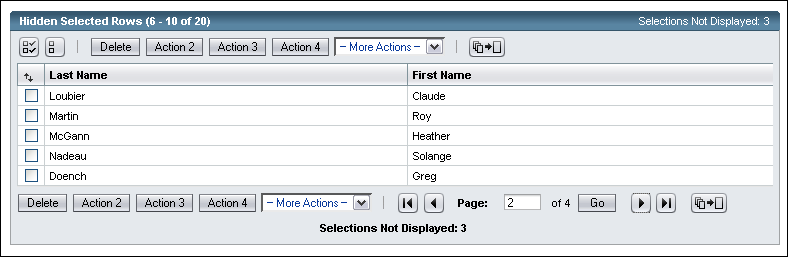 Hidden Selected Rows (6 - 10 of 20) Selections Not Displayed: 3
Delete Action 2 Action 3 Action 4 – More Actions –
Last Name First Name
Loubier Claude
Martin Roy
McGann Heather
Nadeau Solange
Doench Greg
Delete Action 2 Action 3 Action 4 – More Actions – Page: 2 of 4 Go
Selections Not Displayed: 3